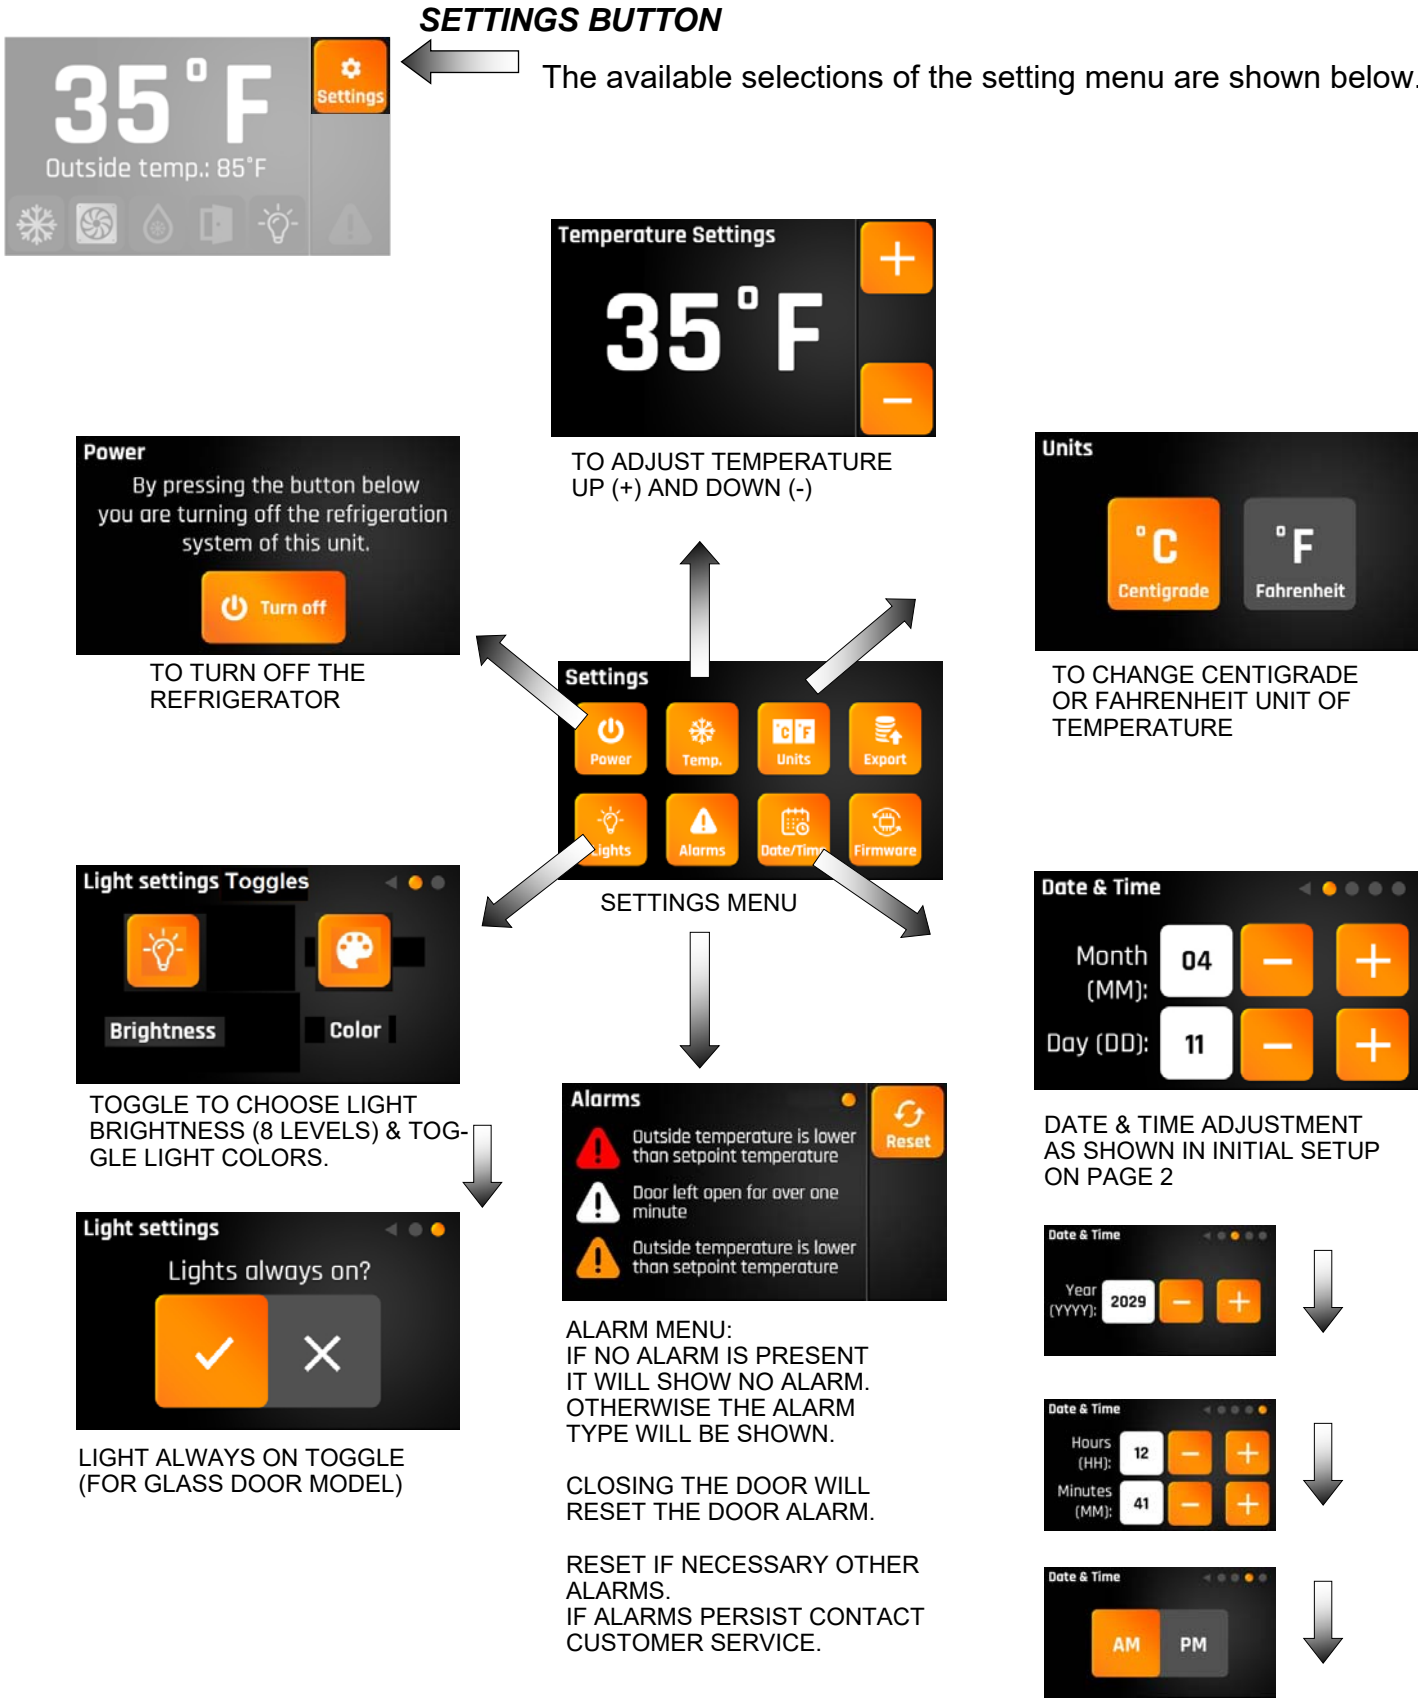 SETTINGS BUTTON
The available selections of the setting menu are shown below.
35°F
Outside temp.: 85°F
Settings
Temperature Settings
35°F
+
−
TO ADJUST TEMPERATURE
UP (+) AND DOWN (-)
Power
By pressing the button below
you are turning off the refrigeration
system of this unit.
Turn off
TO TURN OFF THE
REFRIGERATOR
Units
°C
Centigrade
°F
Fahrenheit
TO CHANGE CENTIGRADE
OR FAHRENHEIT UNIT OF
TEMPERATURE
Settings
Power
Temp.
°C °F
Units
Export
Lights
Alarms
Date/Time
Firmware
SETTINGS MENU
Light settings Toggles
Brightness
Color
TOGGLE TO CHOOSE LIGHT
BRIGHTNESS (8 LEVELS) & TOG-
GLE LIGHT COLORS.
Light settings
Lights always on?
LIGHT ALWAYS ON TOGGLE
(FOR GLASS DOOR MODEL)
Alarms
Reset
Outside temperature is lower
than setpoint temperature
Door left open for over one
minute
Outside temperature is lower
than setpoint temperature
ALARM MENU:
IF NO ALARM IS PRESENT
IT WILL SHOW NO ALARM.
OTHERWISE THE ALARM
TYPE WILL BE SHOWN.
CLOSING THE DOOR WILL
RESET THE DOOR ALARM.
RESET IF NECESSARY OTHER
ALARMS.
IF ALARMS PERSIST CONTACT
CUSTOMER SERVICE.
Date & Time
Month
(MM):
04
−
+
Day (DD):
11
−
+
DATE & TIME ADJUSTMENT
AS SHOWN IN INITIAL SETUP
ON PAGE 2
Date & Time
Year
(YYYY):
2029
−
+
Date & Time
Hours
(HH):
12
−
+
Minutes
(MM):
41
−
+
Date & Time
AM
PM